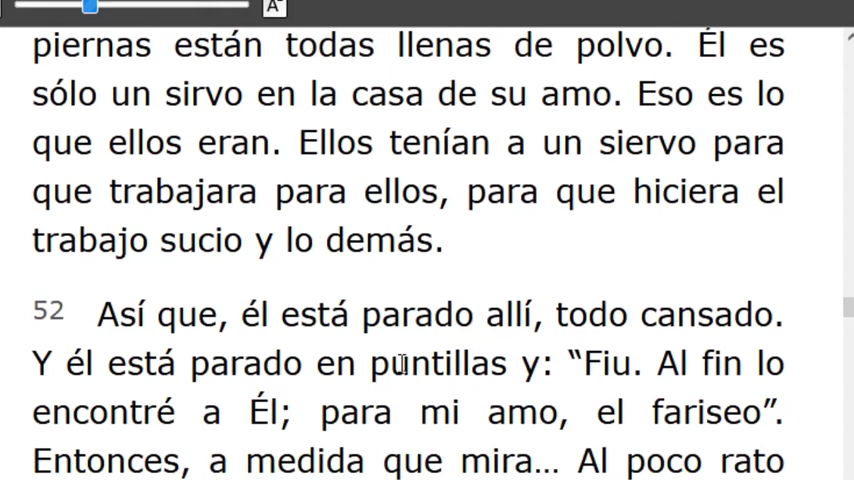 A
piernas están todas llenas de polvo. Él es
sólo un sirvo en la casa de su amo. Eso es lo
que ellos eran. Ellos tenían a un siervo para
que trabajara para ellos, para que hiciera el
trabajo sucio y lo demás.
52 Así que, él está parado allí, todo cansado.
Y él está parado en puntillas y: “Fiu. Al fin lo
encontré a Él; para mi amo, el fariseo”.
Entonces, a medida que mira... Al poco rato